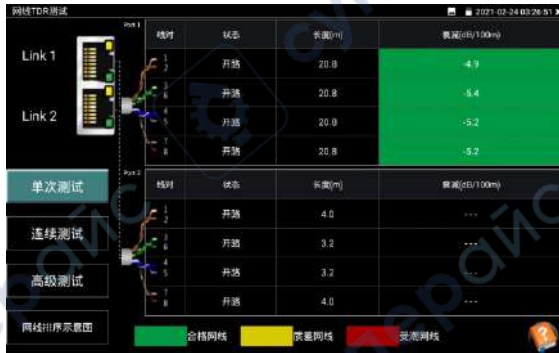 网线TDR测试
2021-02-24 03:26:51 X
Link 1
Link 2
Port 1
线对 状态 长度(m) 衰减(dB/100m)
1 2 开路 20.8 -4.9
3 6 开路 20.8 -5.4
4 5 开路 20.8 -5.2
7 8 开路 20.8 -5.2
Port 2
线对 状态 长度(m) 衰减(dB/100m)
1 2 开路 4.0 ---
3 6 开路 3.2 ---
4 5 开路 3.2 ---
7 8 开路 4.0 ---
单次测试
连续测试
高级测试
网线排序示意图
合格网线 质差网线 受潮网线